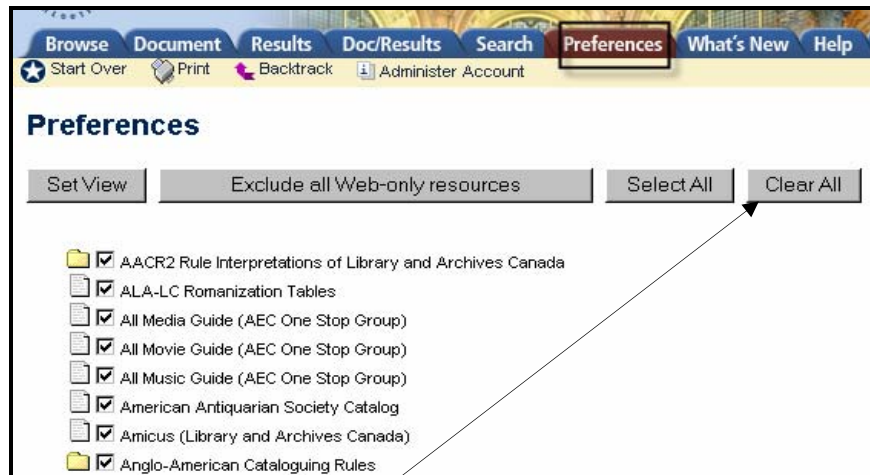 Browse Document Results Doc/Results Search Preferences What's New Help
Start Over Print Backtrack Administer Account
Preferences
Set View Exclude all Web-only resources Select All Clear All
AACR2 Rule Interpretations of Library and Archives Canada
ALA-LC Romanization Tables
All Media Guide (AEC One Stop Group)
All Movie Guide (AEC One Stop Group)
All Music Guide (AEC One Stop Group)
American Antiquarian Society Catalog
Amicus (Library and Archives Canada)
Anglo-American Cataloguing Rules